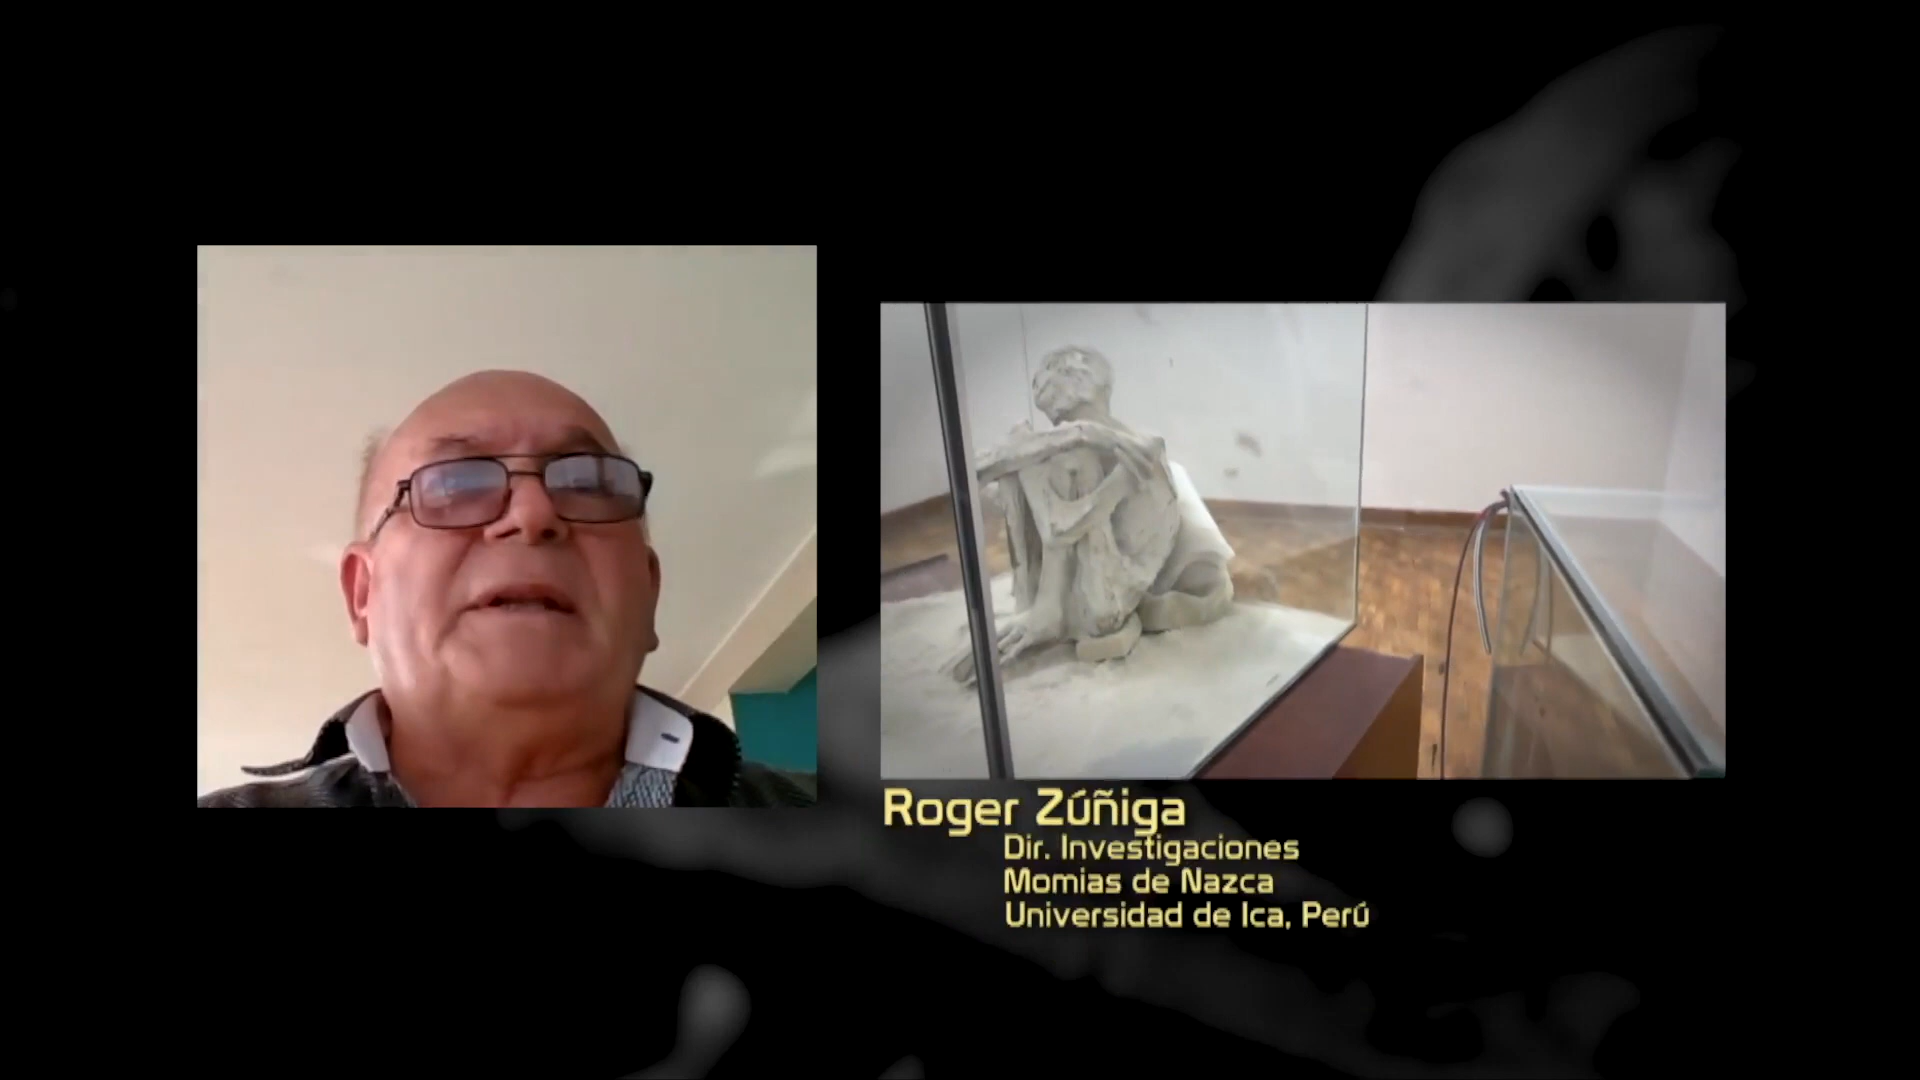 Roger Zúñiga
Dir. Investigaciones
Momias de Nazca
Universidad de Ica, Perú